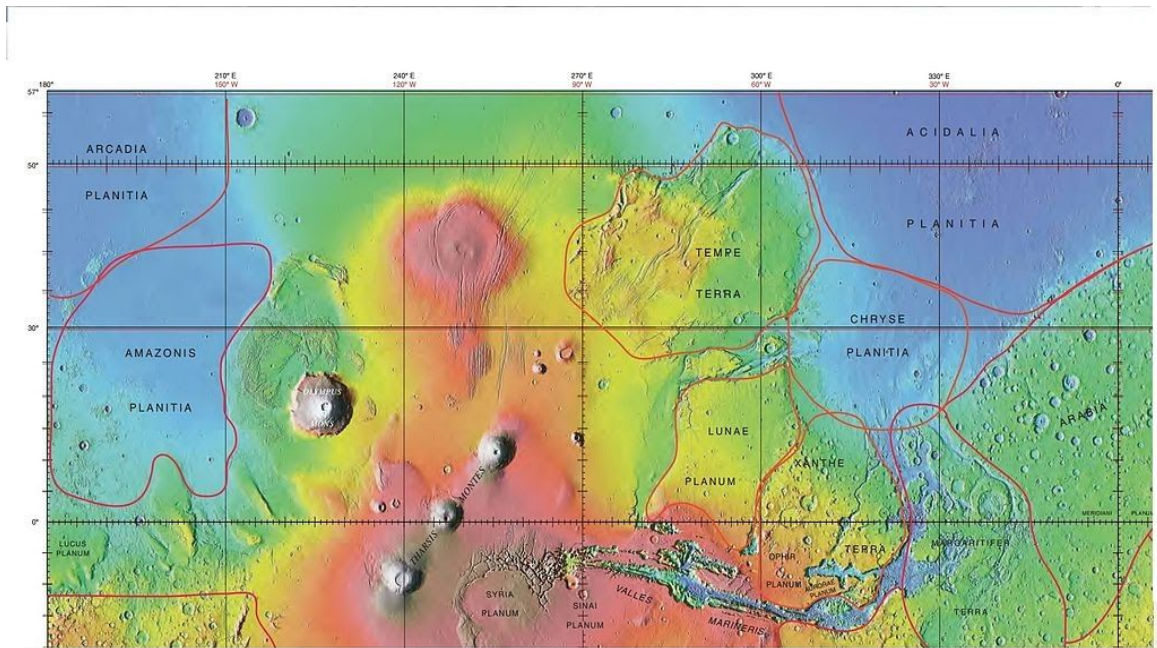 210° E
240° E
270° E
300° E
330° E
180°
150° W
120° W
90° W
60° W
30° W
0°
57°
ACIDALIA
ARCADIA
50°
PLANITIA
PLANITIA
TEMPE
TERRA
CHRYSE
30°
AMAZONIS
PLANITIA
OLYMPUS
MONS
PLANITIA
ARABIA
LUNAE
XANTHE
PLANUM
THARSIS MONTES
MERIDIANI PLANU
0°
LUCUS
PLANUM
MARGARITIFER
OPHIR
PLANUM
TERRA
AURORAE
PLANUM
SYRIA
PLANUM
SINAI
PLANUM
VALLES
MARINERIS
TERRA